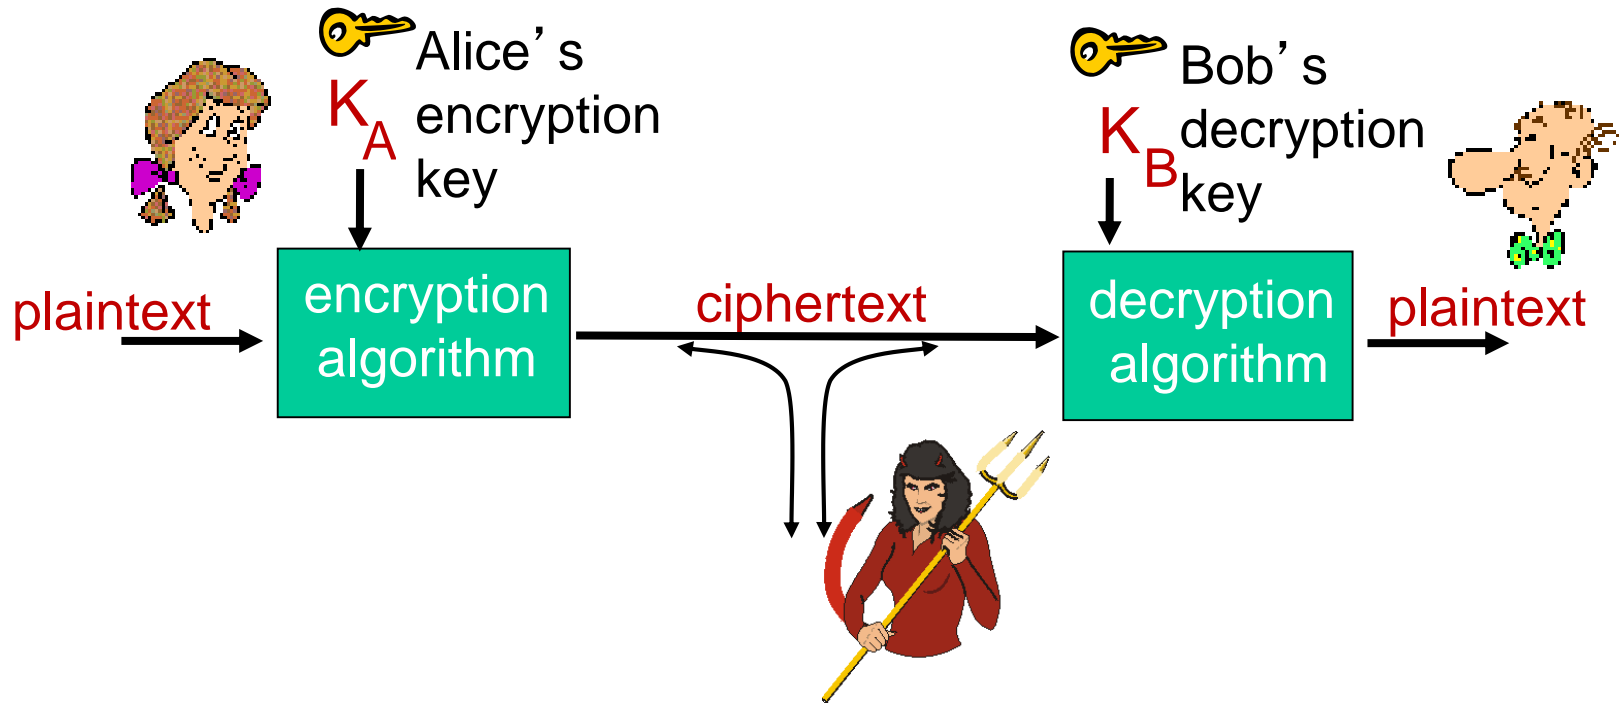 Alice’s
encryption
key
K
A
Bob’s
decryption
key
K
B
plaintext
encryption
algorithm
ciphertext
decryption
algorithm
plaintext